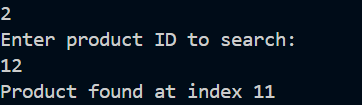 2
Enter product ID to search:
12
Product found at index 11